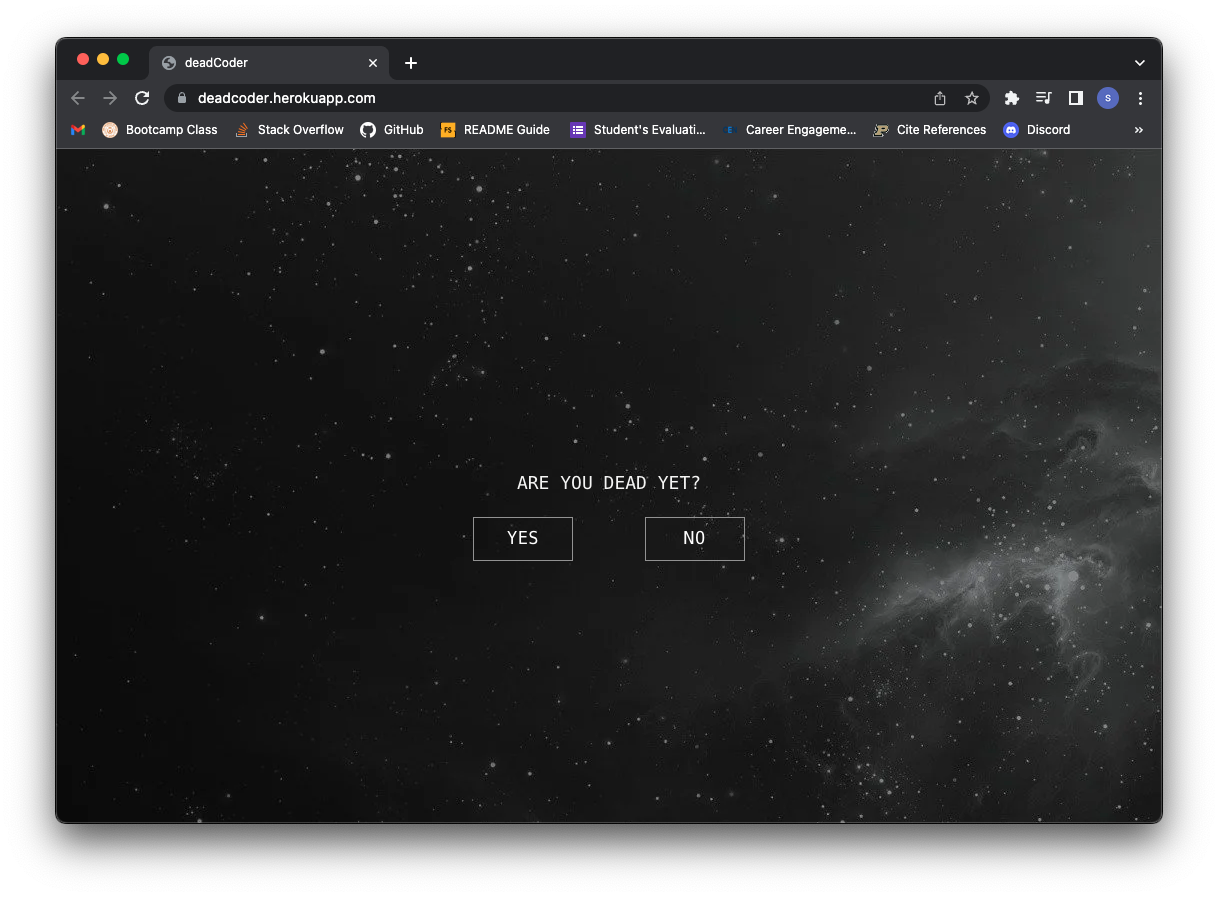 deadCoder
deadcoder.herokuapp.com
S
Bootcamp Class
Stack Overflow
GitHub
FS
README Guide
Student's Evaluati...
E
Career Engageme...
P
Cite References
Discord
ARE YOU DEAD YET?
YES
NO